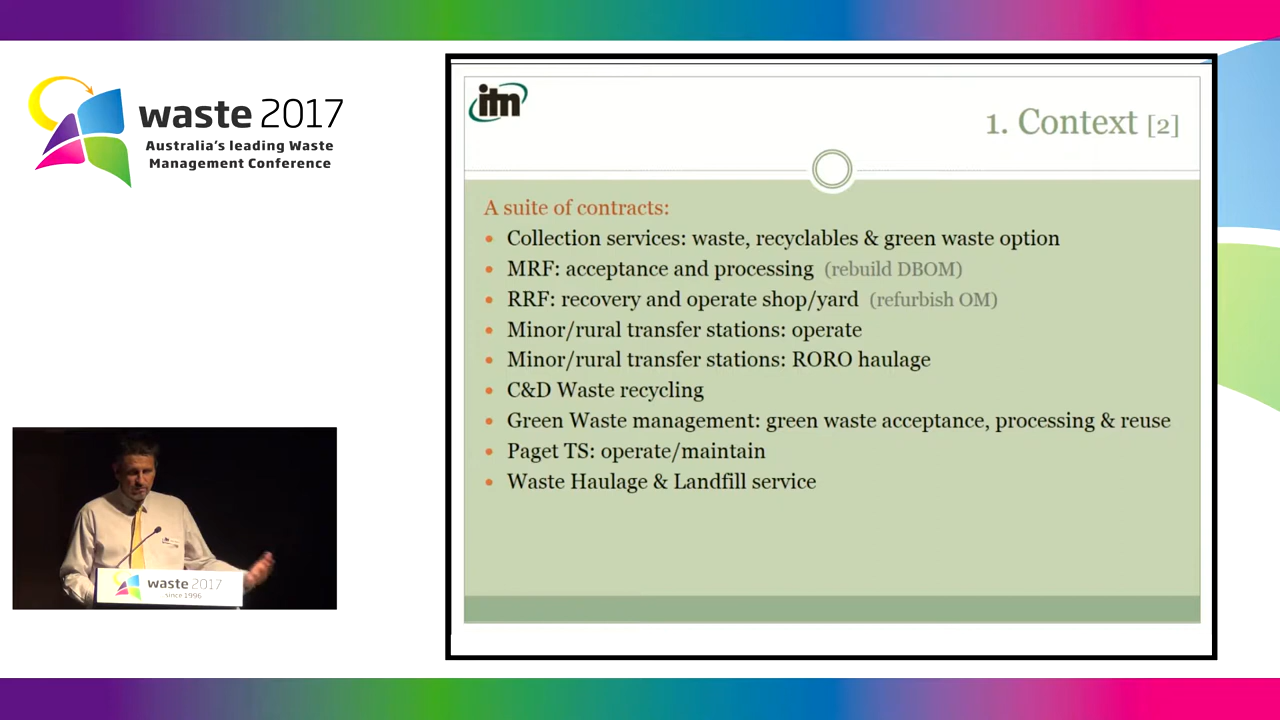 waste 2017
Australia's leading Waste
Management Conference
itm
1. Context [2]
A suite of contracts:
• Collection services: waste, recyclables & green waste option
• MRF: acceptance and processing (rebuild DBOM)
• RRF: recovery and operate shop/yard (refurbish OM)
• Minor/rural transfer stations: operate
• Minor/rural transfer stations: RORO haulage
• C&D Waste recycling
• Green Waste management: green waste acceptance, processing & reuse
• Paget TS: operate/maintain
• Waste Haulage & Landfill service
waste 2017
since 1996